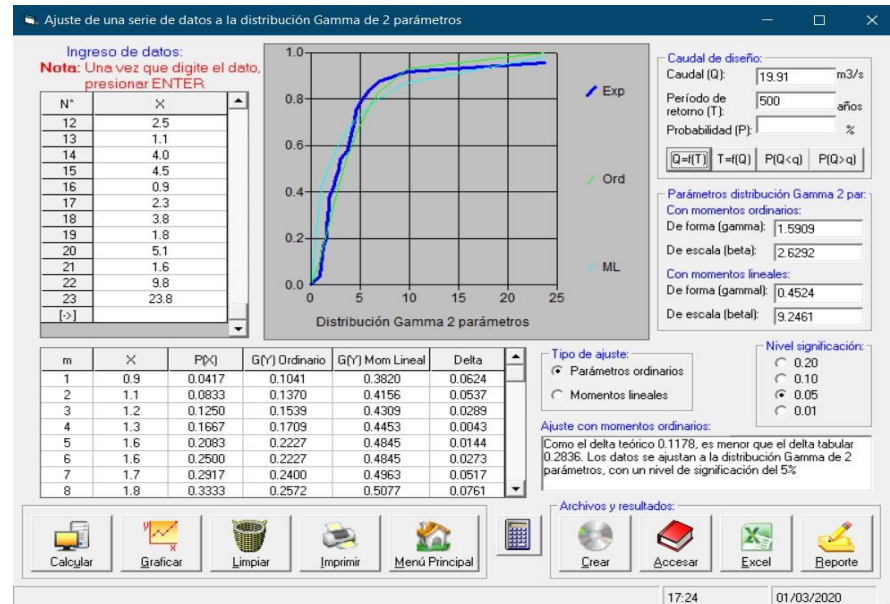 Ajuste de una serie de datos a la distribución Gamma de 2 parámetros
Ingreso de datos:
Nota: Una vez que digite el dato,
presionar ENTER
N° X
12 2.5
13 1.1
14 4.0
15 4.5
16 0.9
17 2.3
18 3.8
19 1.8
20 5.1
21 1.6
22 9.8
23 23.8
[->]
1.0
0.8
0.6
0.4
0.2
0.0
0 5 10 15 20 25
Distribución Gamma 2 parámetros
Exp
Ord
ML
Caudal de diseño:
Caudal (Q): 19.91 m3/s
Período de
retorno (T): 500 años
Probabilidad (P): %
Q=f(T) T=f(Q) P(Q<q) P(Q>q)
Parámetros distribución Gamma 2 par:
Con momentos ordinarios:
De forma (gamma): 1.5909
De escala (beta): 2.6292
Con momentos lineales:
De forma (gammal): 0.4524
De escala (betal): 9.2461
m X P(X) G(Y) Ordinario G(Y) Mom Lineal Delta
1 0.9 0.0417 0.1041 0.3820 0.0624
2 1.1 0.0833 0.1370 0.4156 0.0537
3 1.2 0.1250 0.1539 0.4309 0.0289
4 1.3 0.1667 0.1709 0.4453 0.0043
5 1.6 0.2083 0.2227 0.4845 0.0144
6 1.6 0.2500 0.2227 0.4845 0.0273
7 1.7 0.2917 0.2400 0.4963 0.0517
8 1.8 0.3333 0.2572 0.5077 0.0761
Tipo de ajuste:
Parámetros ordinarios
Momentos lineales
Nivel significación:
0.20
0.10
0.05
0.01
Ajuste con momentos ordinarios:
Como el delta teórico 0.1178, es menor que el delta tabular
0.2836. Los datos se ajustan a la distribución Gamma de 2
parámetros, con un nivel de significación del 5%
Calcular
y
x
Graficar
Limpiar
Imprimir
Menú Principal
Archivos y resultados:
Crear
Accesar
Excel
Reporte
17:24 01/03/2020